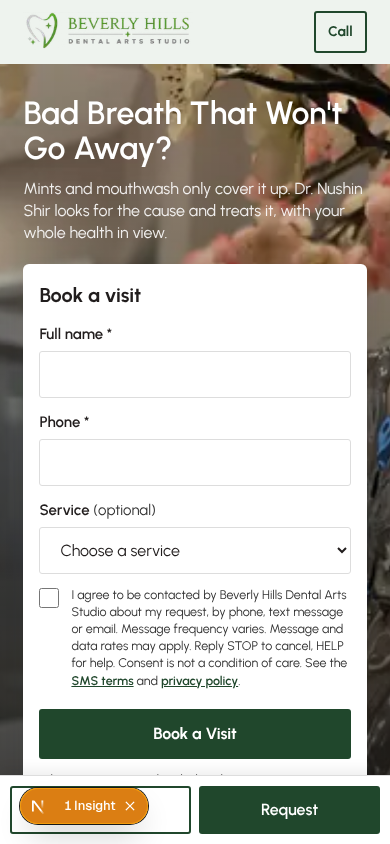 BEVERLY HILLS
DENTAL ARTS STUDIO
Call
Bad Breath That Won't
Go Away?
Mints and mouthwash only cover it up. Dr. Nushin
Shir looks for the cause and treats it, with your
whole health in view.
Book a visit
Full name *
Phone *
Service (optional)
Choose a service
I agree to be contacted by Beverly Hills Dental Arts
Studio about my request, by phone, text message
or email. Message frequency varies. Message and
data rates may apply. Reply STOP to cancel, HELP
for help. Consent is not a condition of care. See the
SMS terms and privacy policy.
Book a Visit
N 1 Insight
Request